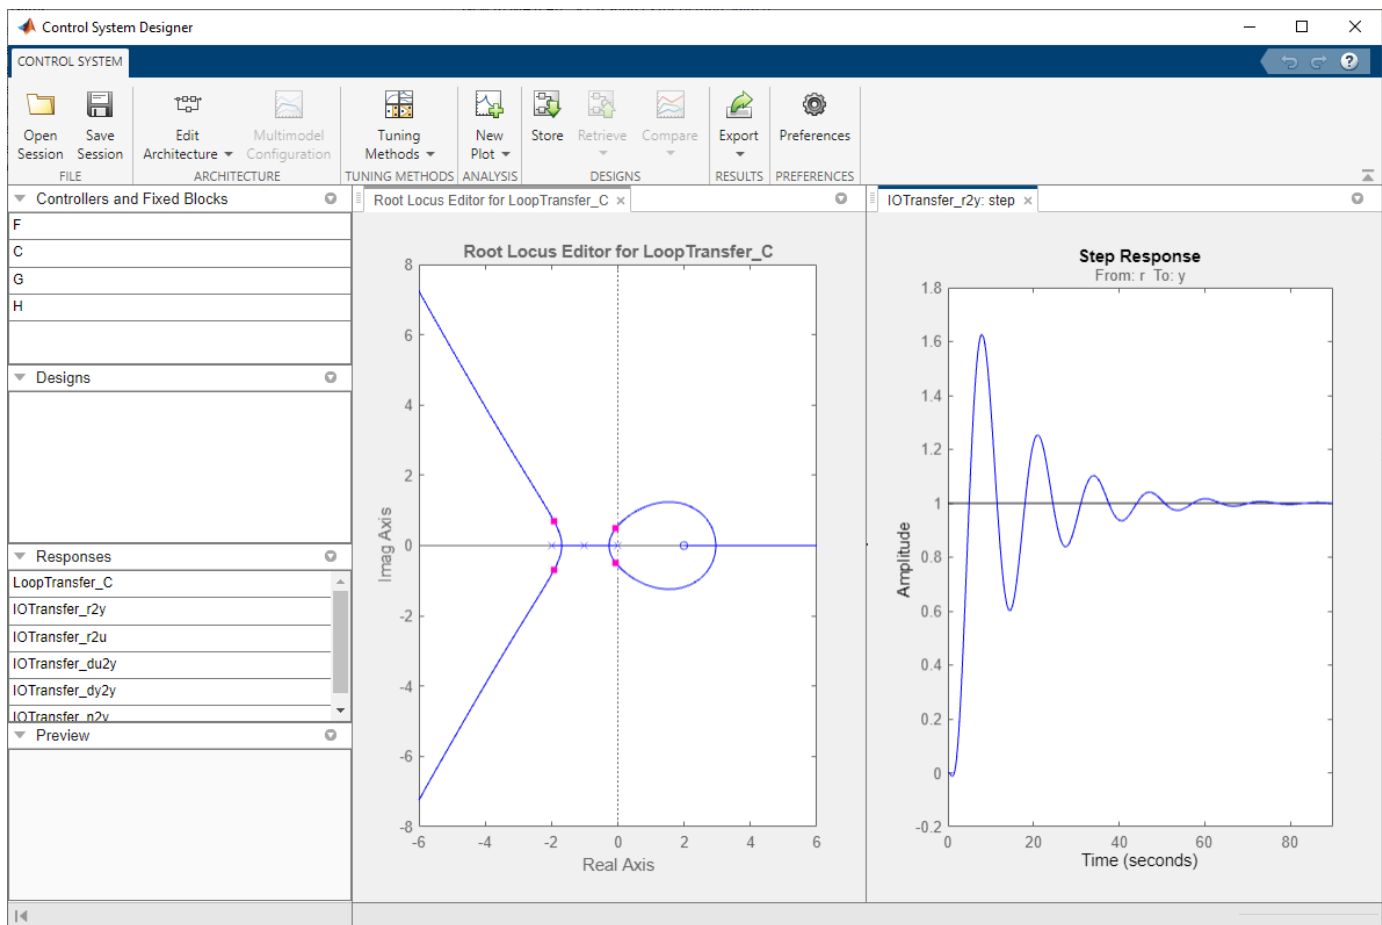 Control System Designer
CONTROL SYSTEM
?
Open Session
Save Session
Edit Architecture
Multimodel Configuration
Tuning Methods
New Plot
Store
Retrieve
Compare
Export
Preferences
FILE
ARCHITECTURE
TUNING METHODS
ANALYSIS
DESIGNS
RESULTS
PREFERENCES
Controllers and Fixed Blocks
F
C
G
H
Designs
Responses
LoopTransfer_C
IOTransfer_r2y
IOTransfer_r2u
IOTransfer_du2y
IOTransfer_dy2y
IOTransfer_n2y
Preview
Root Locus Editor for LoopTransfer_C ×
Root Locus Editor for LoopTransfer_C
8
6
4
2
0
-2
-4
-6
-8
Imag Axis
-6 -4 -2 0 2 4 6
Real Axis
IOTransfer_r2y: step ×
Step Response
From: r To: y
1.8
1.6
1.4
1.2
1
0.8
0.6
0.4
0.2
0
-0.2
Amplitude
0 20 40 60 80
Time (seconds)